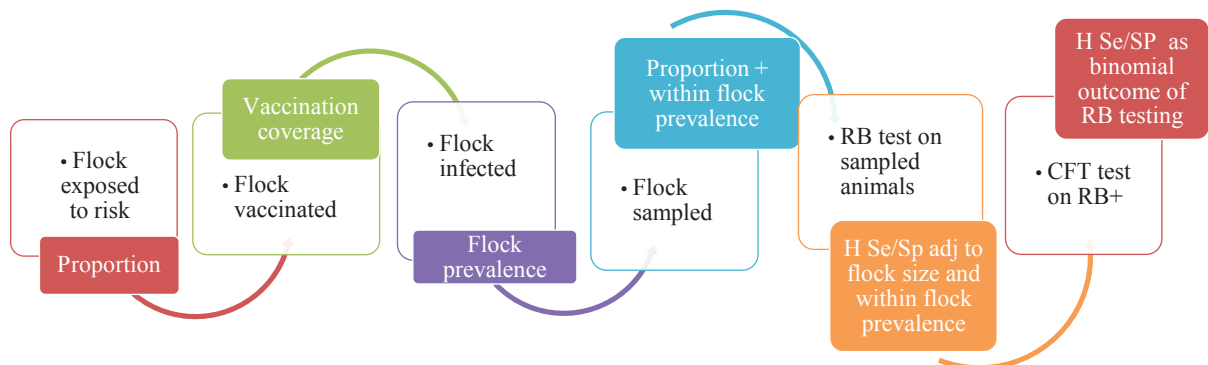 • Flock
exposed
to risk
Proportion
Vaccination
coverage
• Flock
vaccinated
• Flock
infected
Flock
prevalence
Proportion +
within flock
prevalence
• Flock
sampled
• RB test on
sampled
animals
H Se/Sp adj to
flock size and
within flock
prevalence
H Se/SP as
binomial
outcome of
RB testing
• CFT test
on RB+